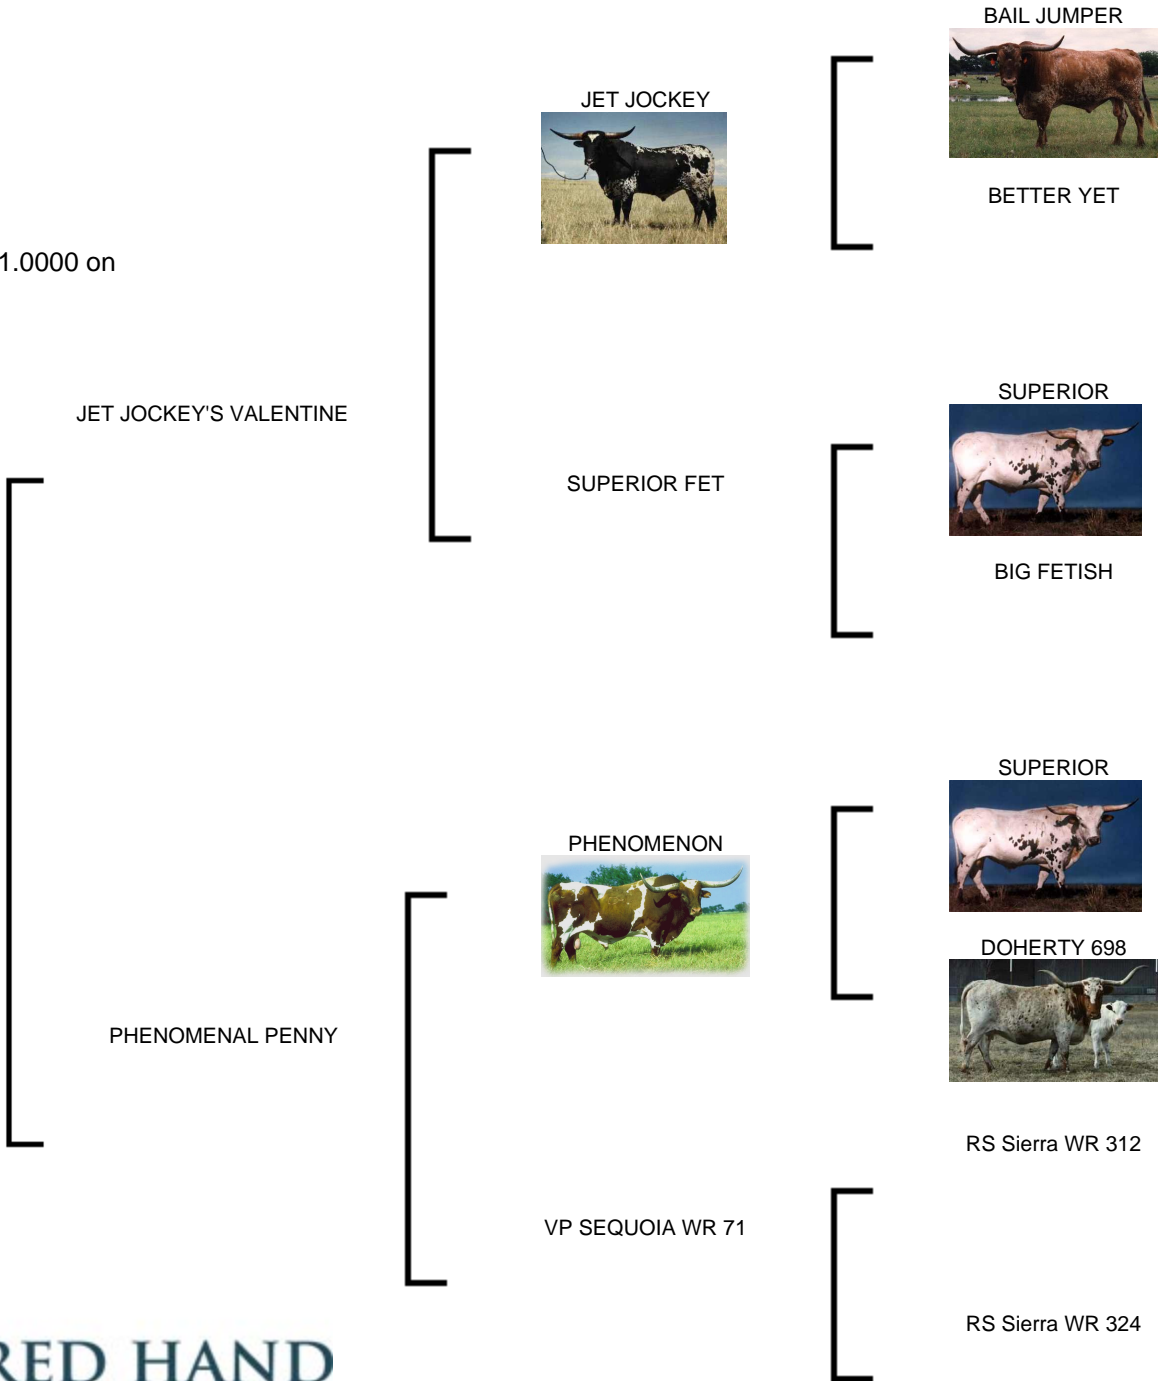 BAIL JUMPER
JET JOCKEY
BETTER YET
1.0000 on
SUPERIOR
JET JOCKEY'S VALENTINE
SUPERIOR FET
BIG FETISH
SUPERIOR
PHENOMENON
DOHERTY 698
PHENOMENAL PENNY
RS Sierra WR 312
VP SEQUOIA WR 71
RS Sierra WR 324
RED HAND